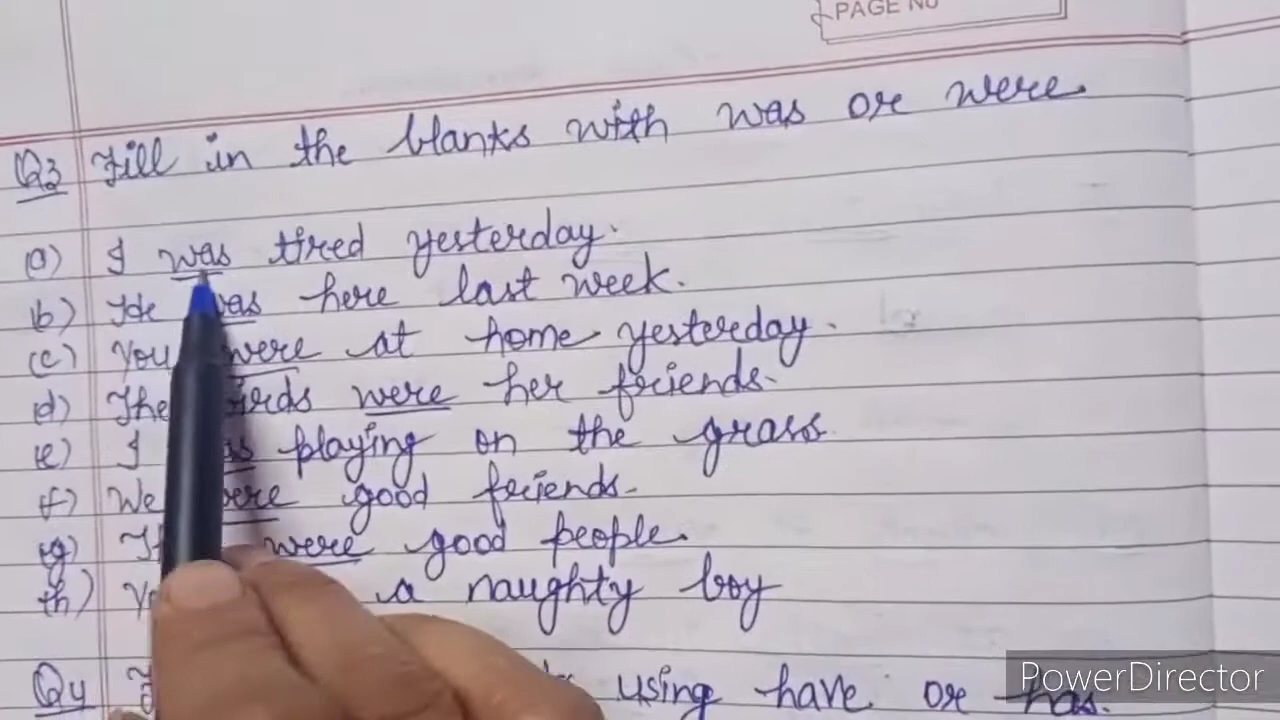 PAGE NO
Q3 Fill in the blanks with was or were.
(a) I was tired yesterday.
(b) He was here last week.
(c) You were at home yesterday.
(d) The birds were her friends.
(e) I was playing on the grass.
(f) We were good friends.
(g) were good people.
(h) a naughty boy
Q4 using have or has.
PowerDirector